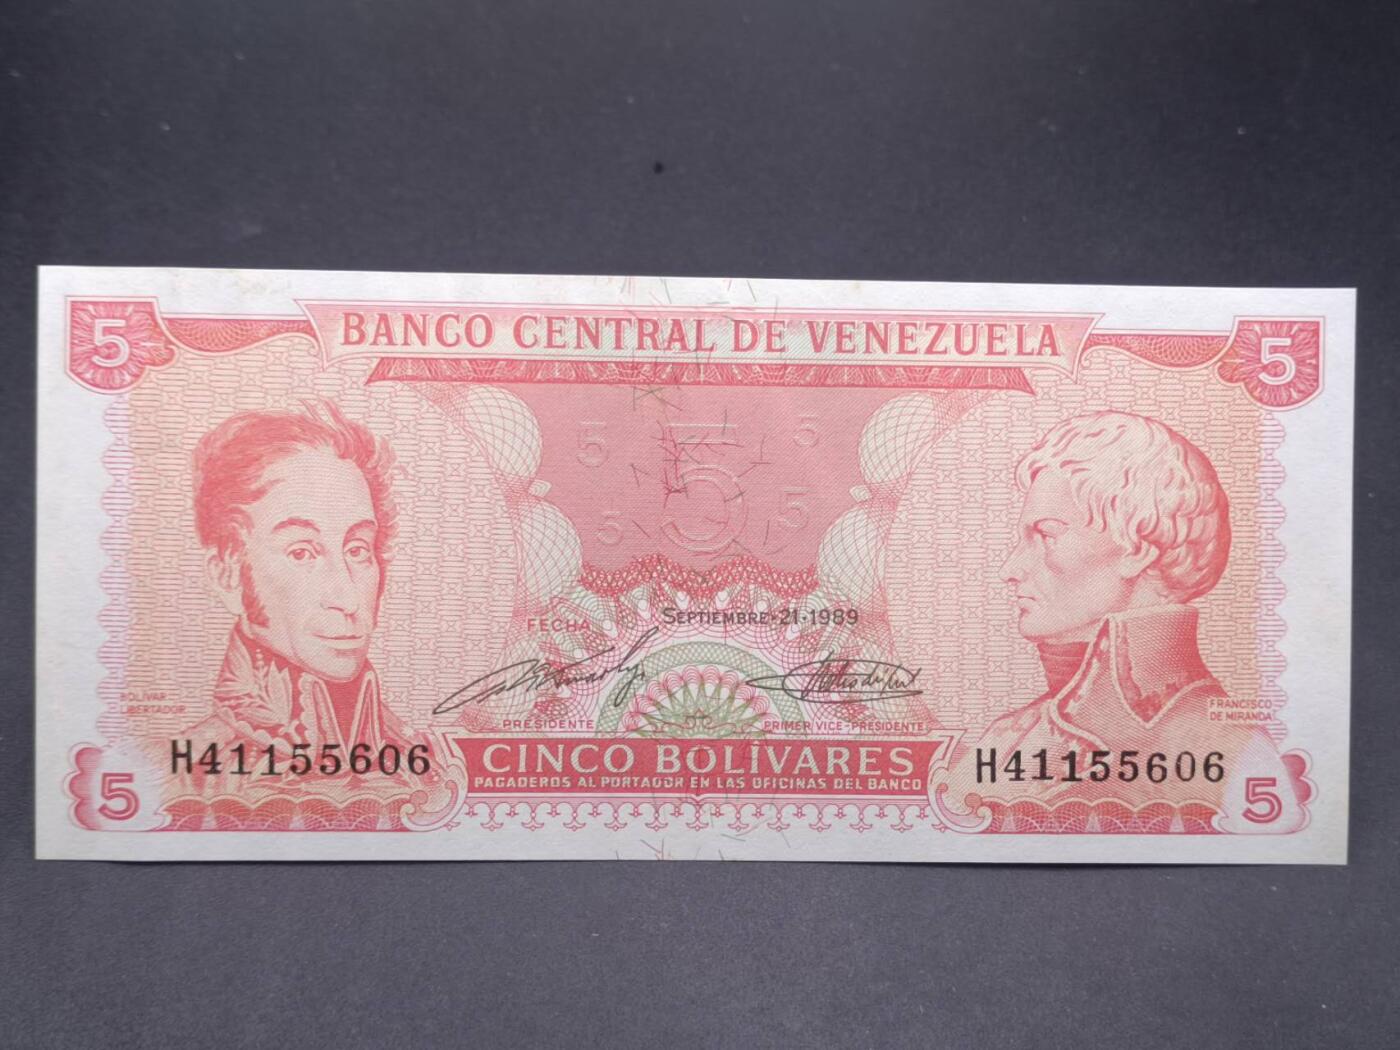 5
BANCO CENTRAL DE VENEZUELA
5
5
5
5
5
5
FECHA
SEPTIEMBRE·21·1989
BOLIVAR
LIBERTADOR
PRESIDENTE
PRIMER VICE-PRESIDENTE
FRANCISCO
DE MIRANDA
H41155606
CINCO BOLÍVARES
H41155606
PAGADEROS AL PORTADOR EN LAS OFICINAS DEL BANCO
5
5